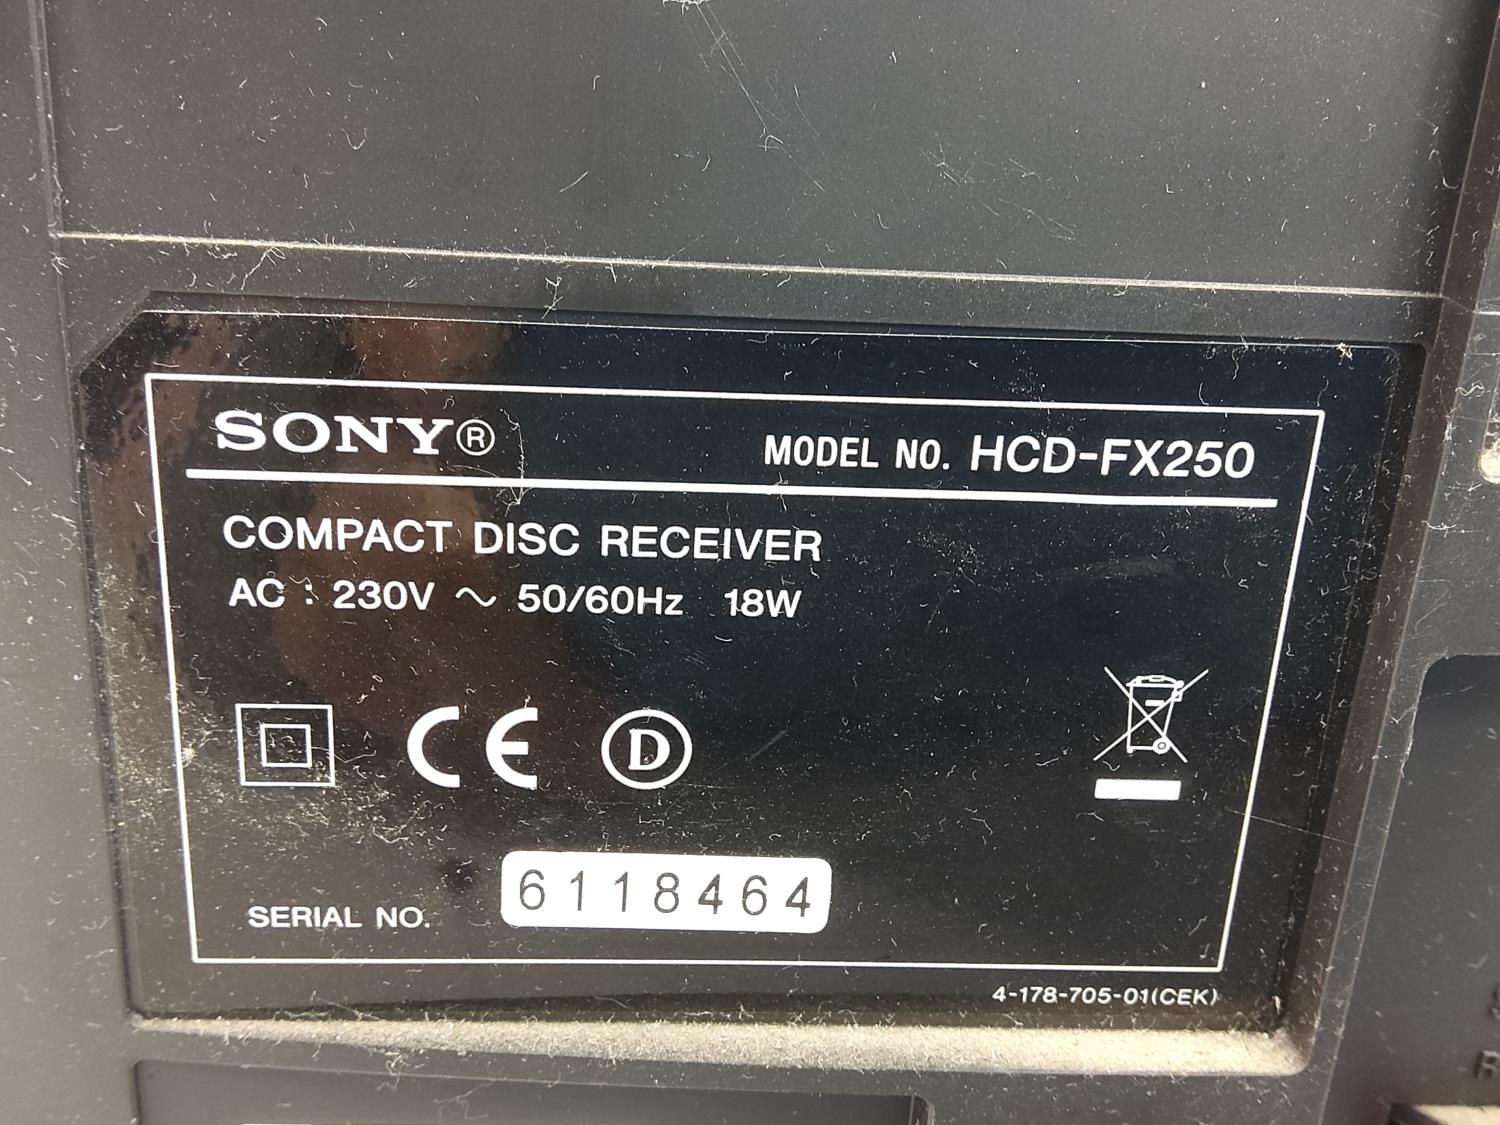 SONY®
MODEL NO. HCD-FX250
COMPACT DISC RECEIVER
AC : 230V ~ 50/60Hz 18W
CE D
SERIAL NO. 6118464
4-178-705-01(CEK)